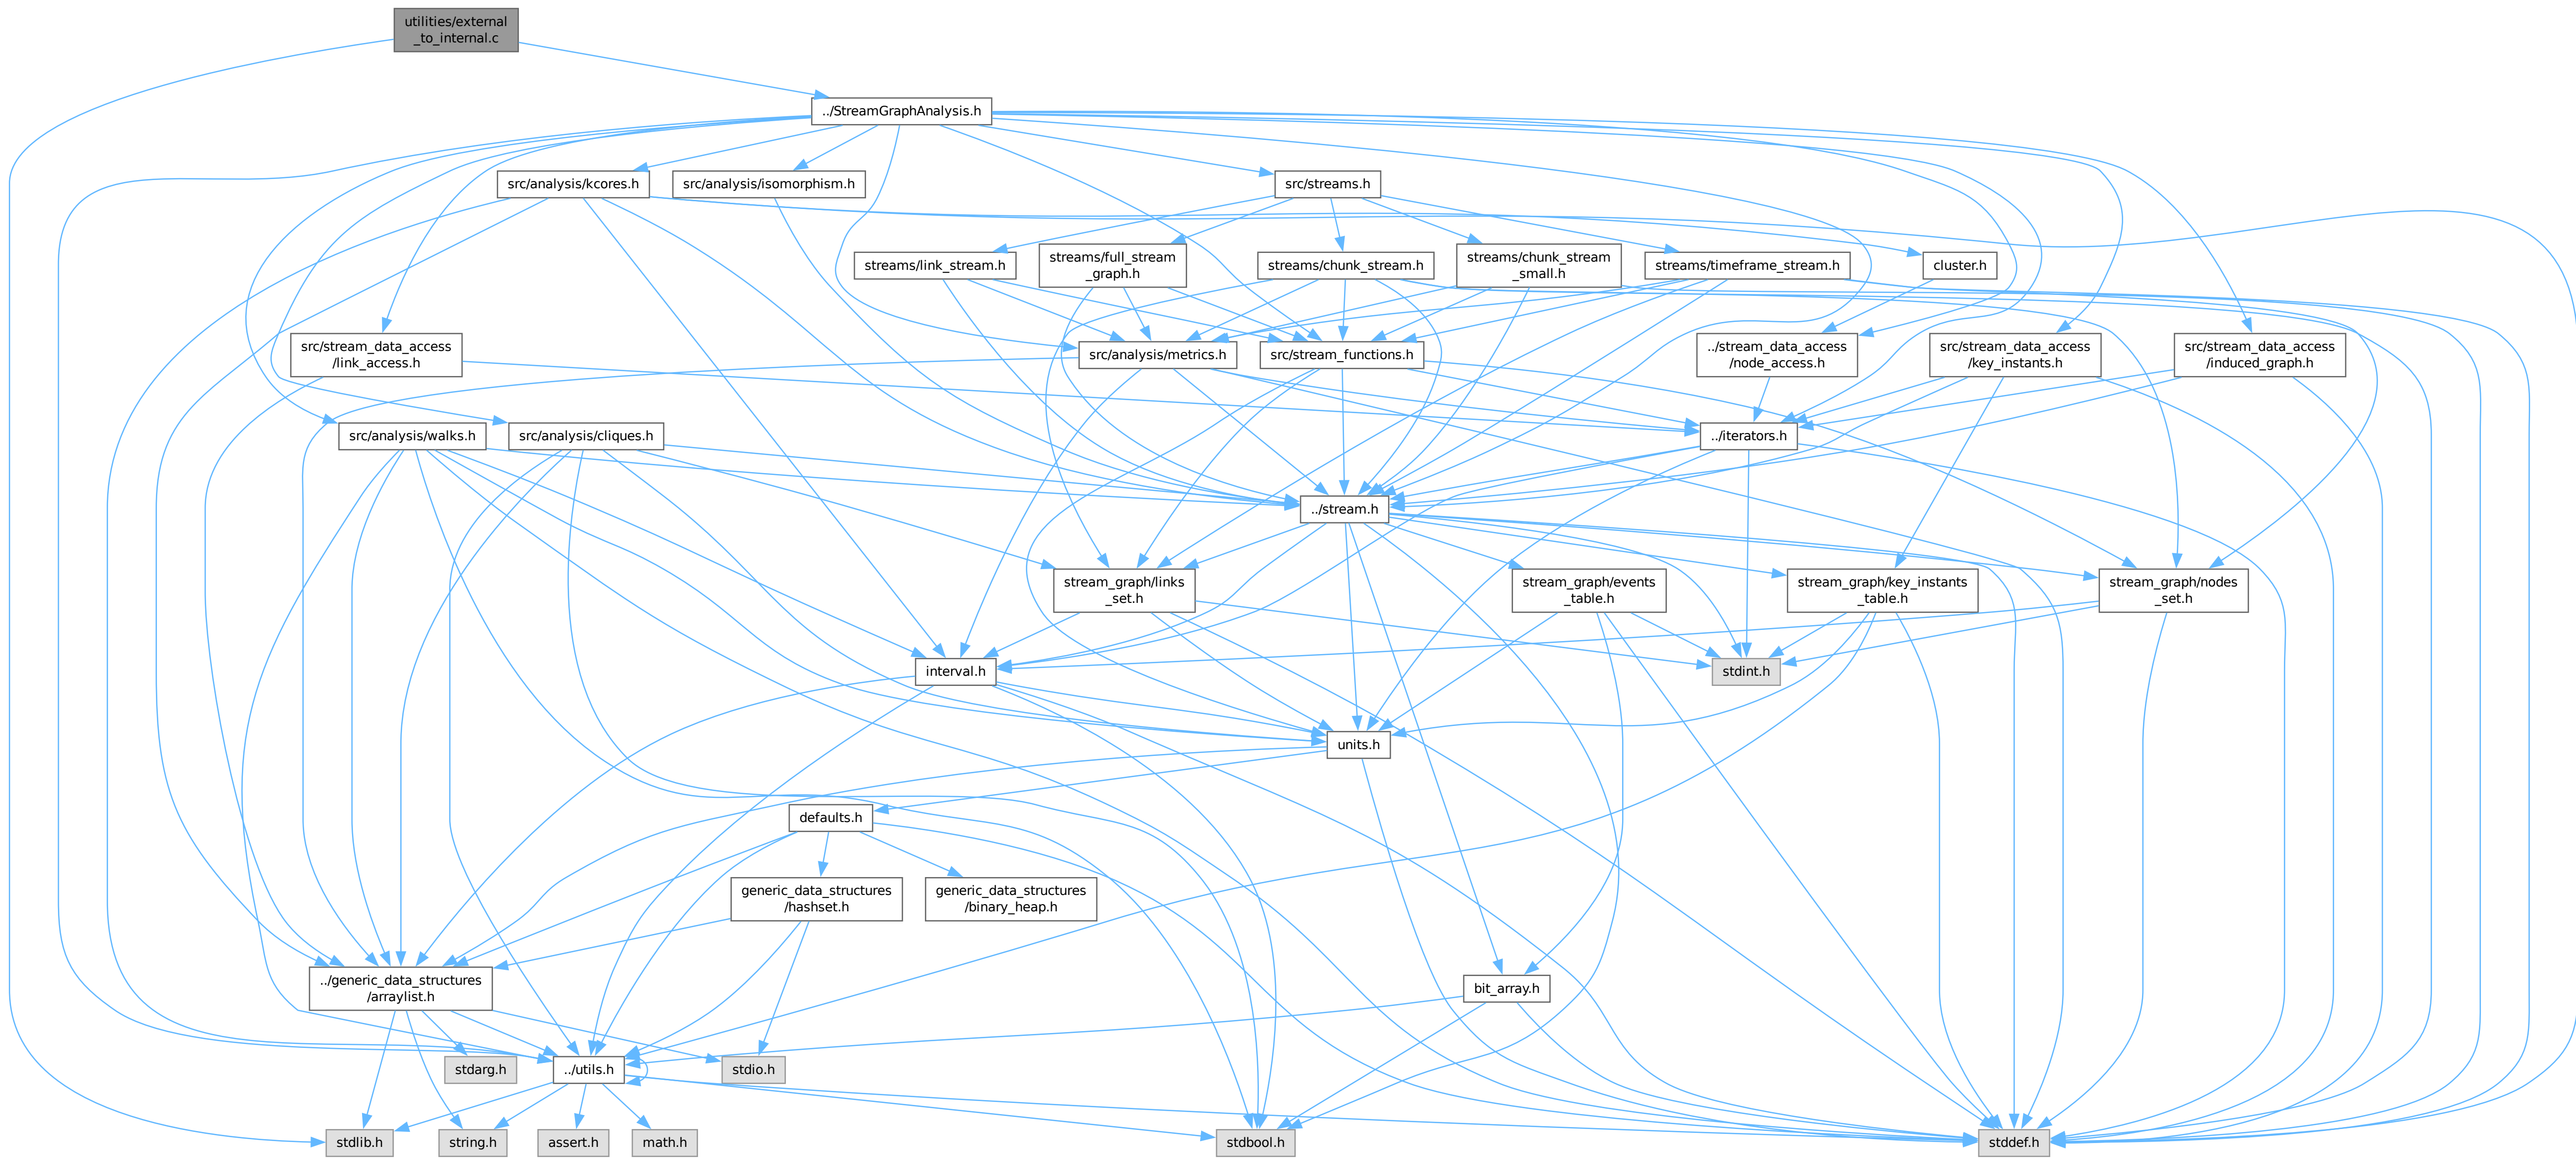 utilities/external
_to_internal.c
../StreamGraphAnalysis.h
src/analysis/kcores.h
src/analysis/isomorphism.h
src/streams.h
streams/link_stream.h
streams/full_stream
_graph.h
streams/chunk_stream.h
streams/chunk_stream
_small.h
streams/timeframe_stream.h
cluster.h
src/stream_data_access
/link_access.h
src/analysis/metrics.h
src/stream_functions.h
../stream_data_access
/node_access.h
src/stream_data_access
/key_instants.h
src/stream_data_access
/induced_graph.h
src/analysis/walks.h
src/analysis/cliques.h
../iterators.h
../stream.h
stream_graph/links
_set.h
stream_graph/events
_table.h
stream_graph/key_instants
_table.h
stream_graph/nodes
_set.h
interval.h
stdint.h
units.h
defaults.h
generic_data_structures
/hashset.h
generic_data_structures
/binary_heap.h
../generic_data_structures
/arraylist.h
bit_array.h
stdarg.h
../utils.h
stdio.h
stdlib.h
string.h
assert.h
math.h
stdbool.h
stddef.h